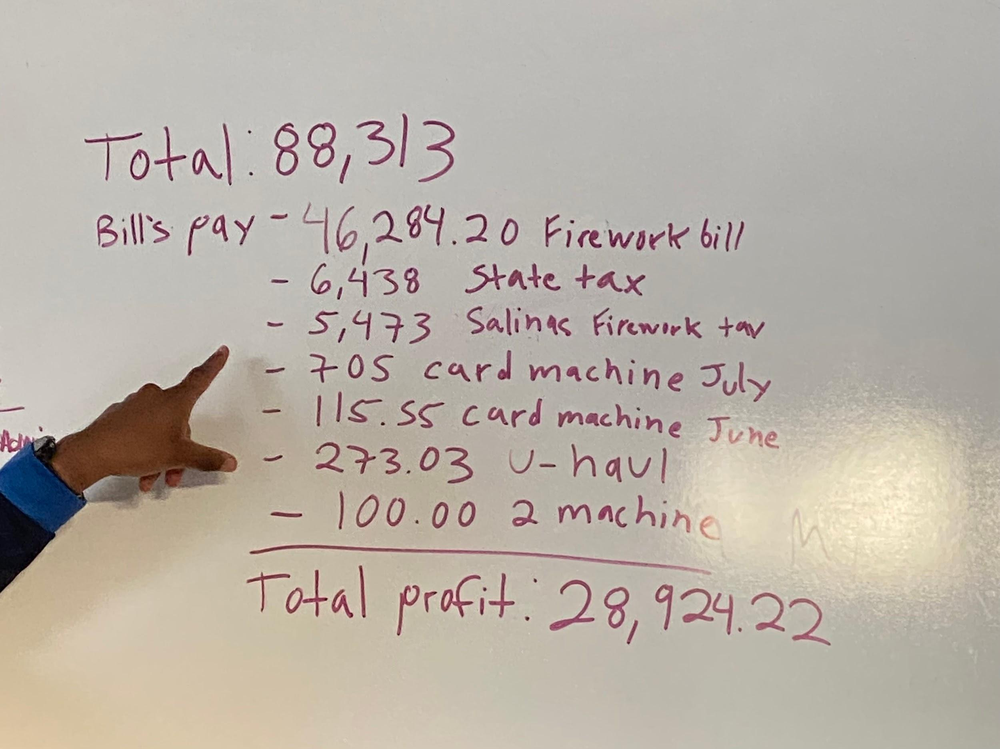 Total: 88,313
Bill's pay - 46,284.20 Firework bill
- 6,438 State tax
- 5,473 Salinas Firework tax
- 705 card machine July
- 115.55 card machine June
- 273.03 U-haul
- 100.00 2 machine
Total profit: 28,924.22